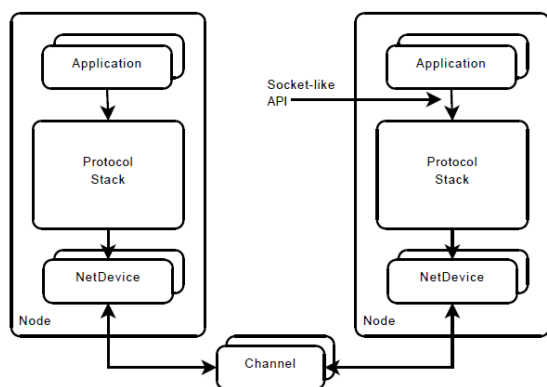 Application
Protocol
Stack
NetDevice
Node
Socket-like
API
Application
Protocol
Stack
NetDevice
Node
Channel